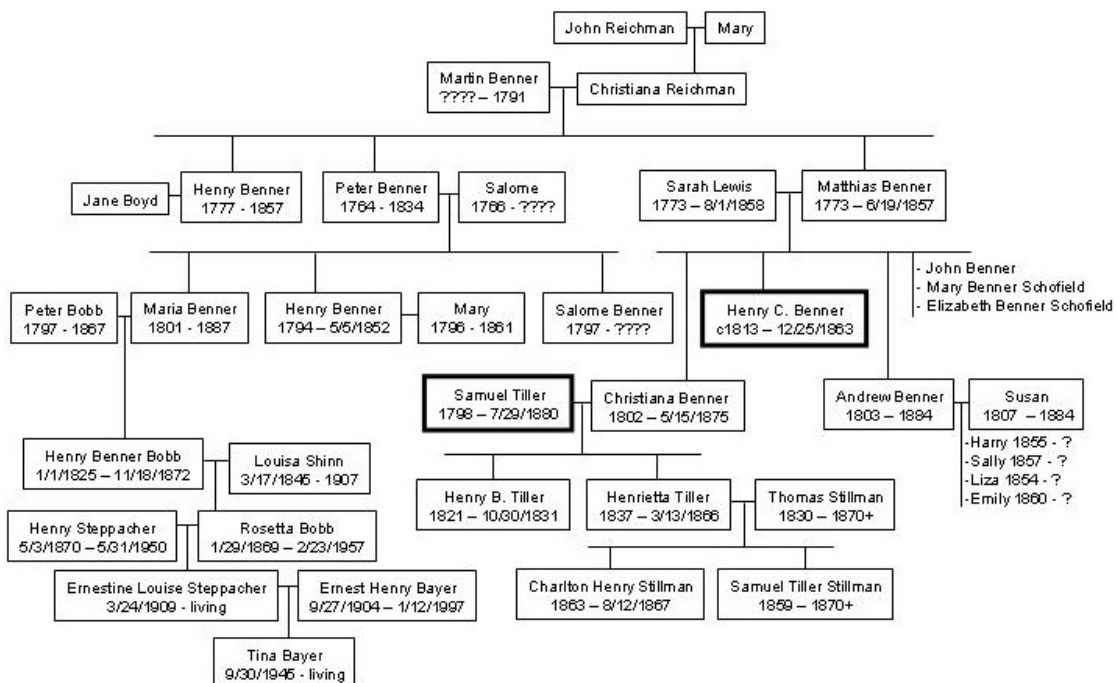 John Reichman
Mary
Martin Benner
???? – 1791
Christiana Reichman
Jane Boyd
Henry Benner
1777 - 1857
Peter Benner
1764 - 1834
Salome
1766 - ????
Sarah Lewis
1773 – 8/1/1858
Matthias Benner
1773 – 6/19/1857
- John Benner
- Mary Benner Schofield
- Elizabeth Benner Schofield
Peter Bobb
1797 - 1867
Maria Benner
1801 - 1887
Henry Benner
1794 – 5/5/1852
Mary
1796 - 1861
Salome Benner
1797 - ????
Henry C. Benner
c1813 – 12/25/1863
Samuel Tiller
1798 – 7/29/1880
Christiana Benner
1802 – 5/15/1875
Andrew Benner
1803 – 1884
Susan
1807 - 1884
-Harry 1855 - ?
-Sally 1857 - ?
-Liza 1854 - ?
-Emily 1860 - ?
Henry Benner Bobb
1/1/1825 – 11/18/1872
Louisa Shinn
3/17/1845 - 1907
Henry B. Tiller
1821 – 10/30/1831
Henrietta Tiller
1837 – 3/13/1866
Thomas Stillman
1830 – 1870+
Henry Steppacher
5/3/1870 – 5/31/1950
Rosetta Bobb
1/29/1869 – 2/23/1957
Ernestine Louise Steppacher
3/24/1909 - living
Ernest Henry Bayer
9/27/1904 – 1/12/1997
Charlton Henry Stillman
1863 – 8/12/1867
Samuel Tiller Stillman
1859 – 1870+
Tina Bayer
9/30/1945 - living